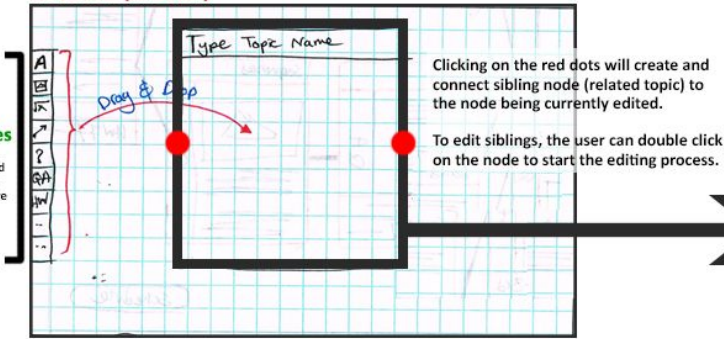 Type Topic Name
A
?
QA
HW
Drag & Drop
Clicking on the red dots will create and
connect sibling node (related topic) to
the node being currently edited.
To edit siblings, the user can double click
on the node to start the editing process.